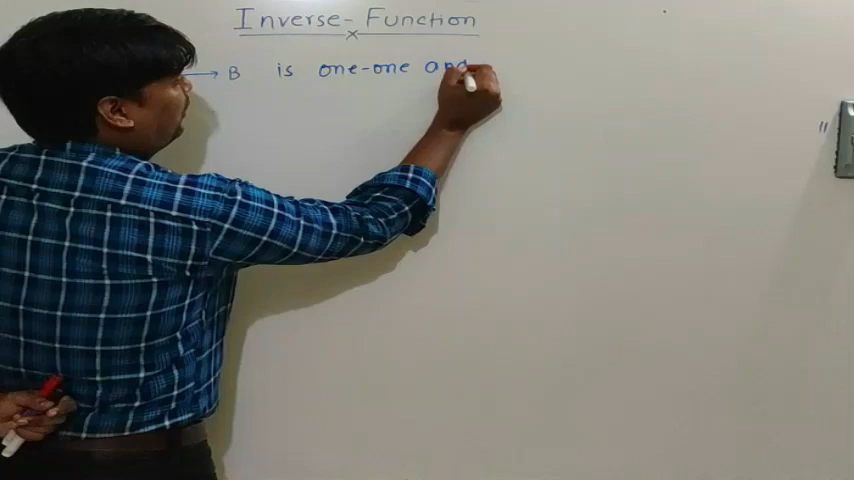 Inverse-Function
→ B is one-one and